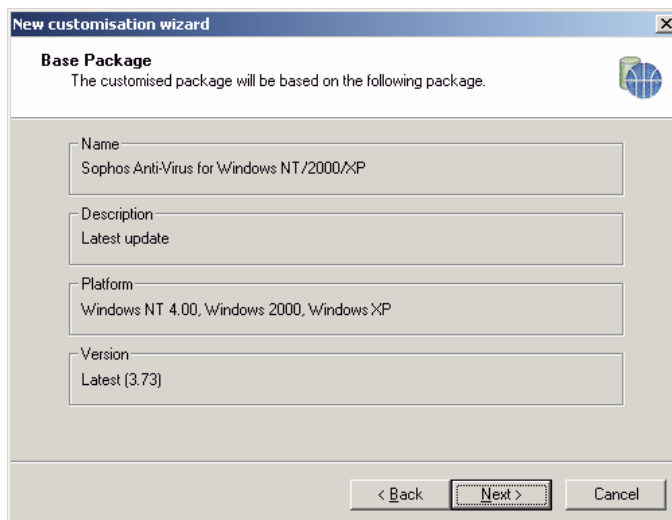 New customisation wizard
Base Package
The customised package will be based on the following package.
Name
Sophos Anti-Virus for Windows NT/2000/XP
Description
Latest update
Platform
Windows NT 4.00, Windows 2000, Windows XP
Version
Latest (3.73)
< Back
Next >
Cancel